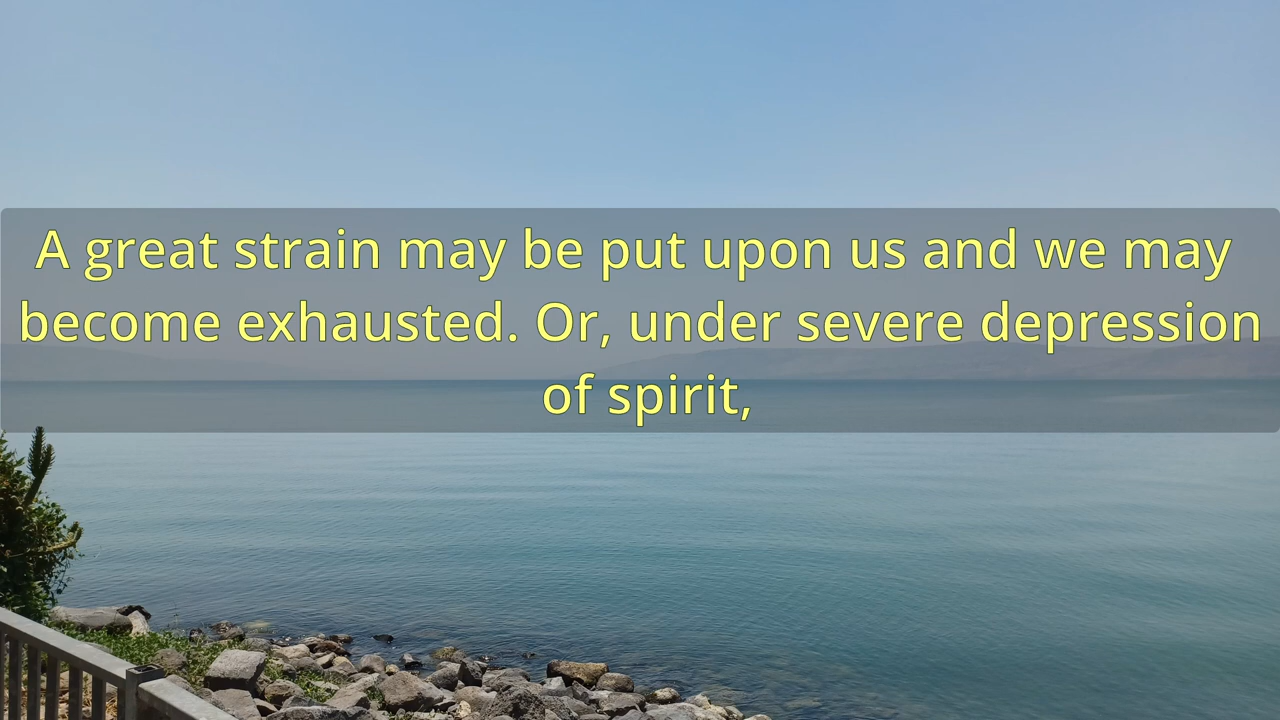 A great strain may be put upon us and we may
become exhausted. Or, under severe depression
of spirit,